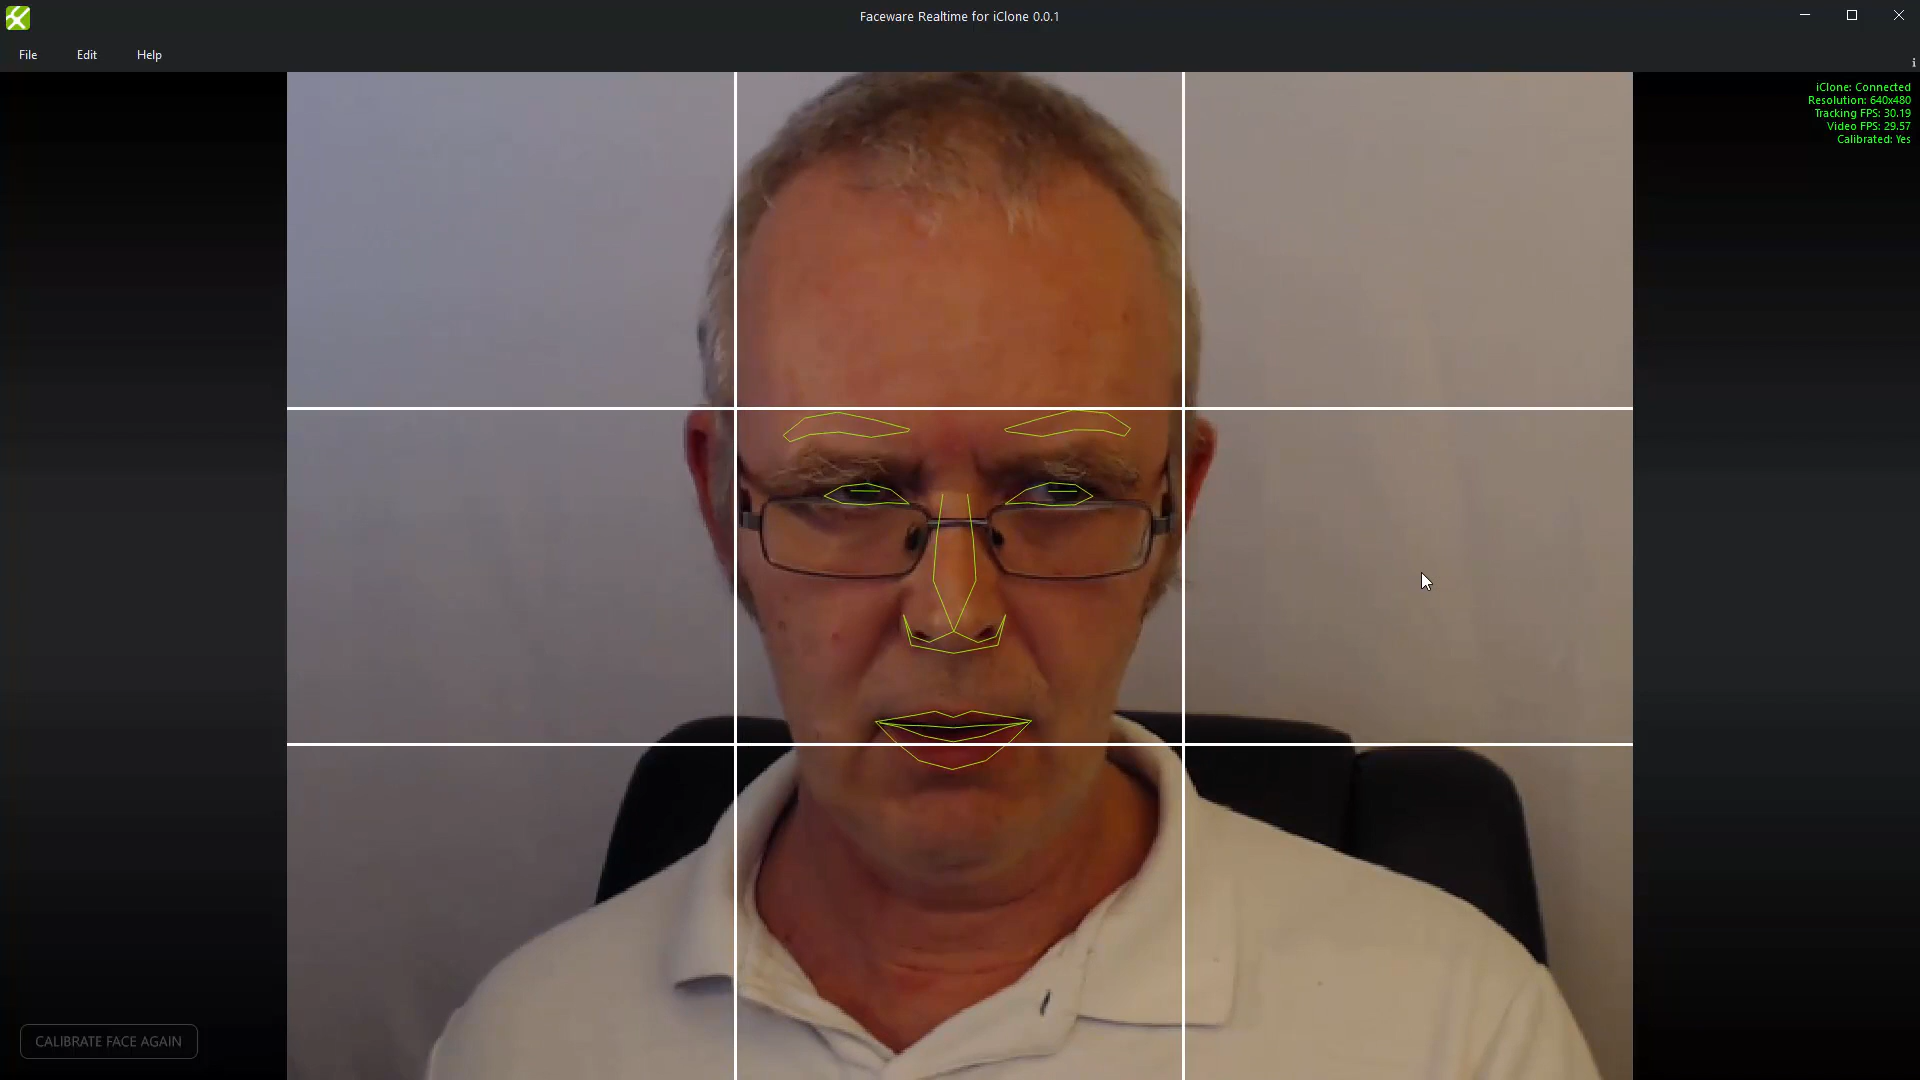 Faceware Realtime for iClone 0.0.1
File Edit Help
i
iClone: Connected
Resolution: 640x480
Tracking FPS: 30.19
Video FPS: 29.57
Calibrated: Yes
CALIBRATE FACE AGAIN